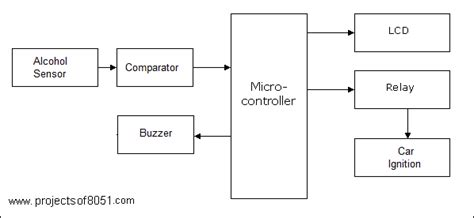 LCD
Alcohol
Sensor
Comparator
Micro-
controller
Relay
Buzzer
Car
Ignition
www. projectsof8051.com